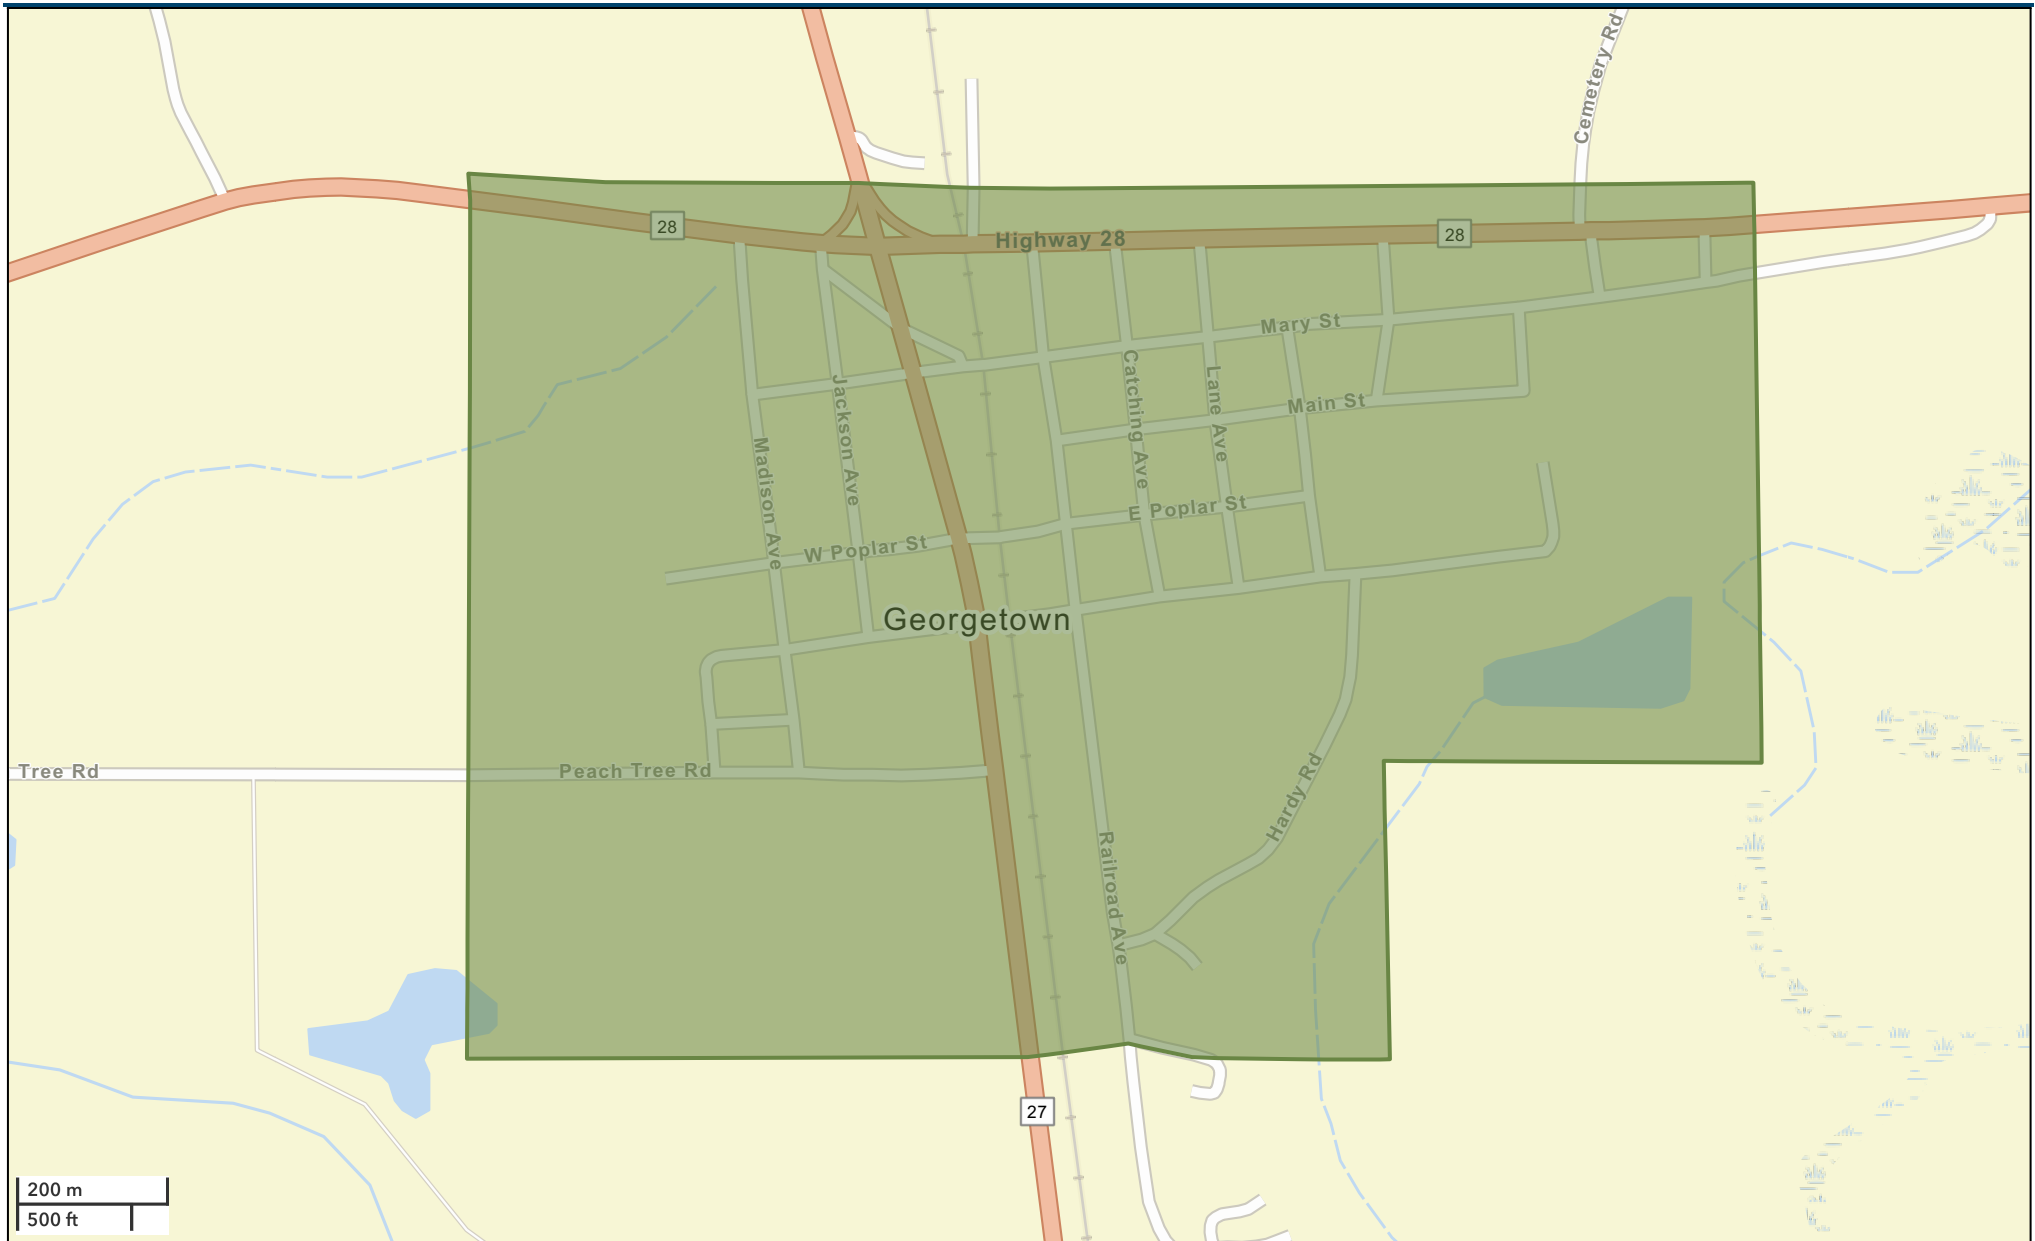 Cemetery Rd
28
Highway 28
28
Mary St
Catching Ave
Lane Ave
Main St
Jackson Ave
Madison Ave
E Poplar St
W Poplar St
Georgetown
Tree Rd
Peach Tree Rd
Hardy Rd
Railroad Ave
27
200 m
500 ft